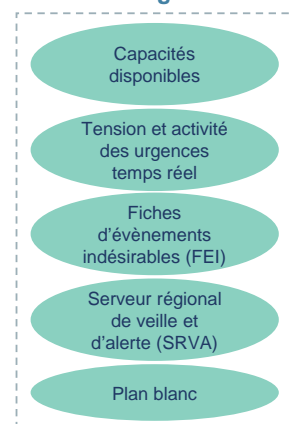 Capacités
disponibles
Tension et activité
des urgences
temps réel
Fiches
d'évènements
indésirables (FEI)
Serveur régional
de veille et
d'alerte (SRVA)
Plan blanc